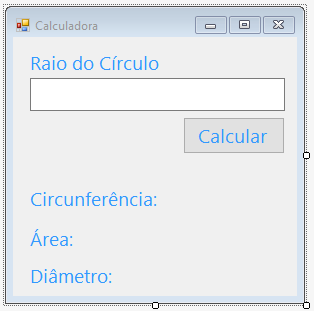 Calculadora
Raio do Círculo
Calcular
Circunferência:
Área:
Diâmetro: